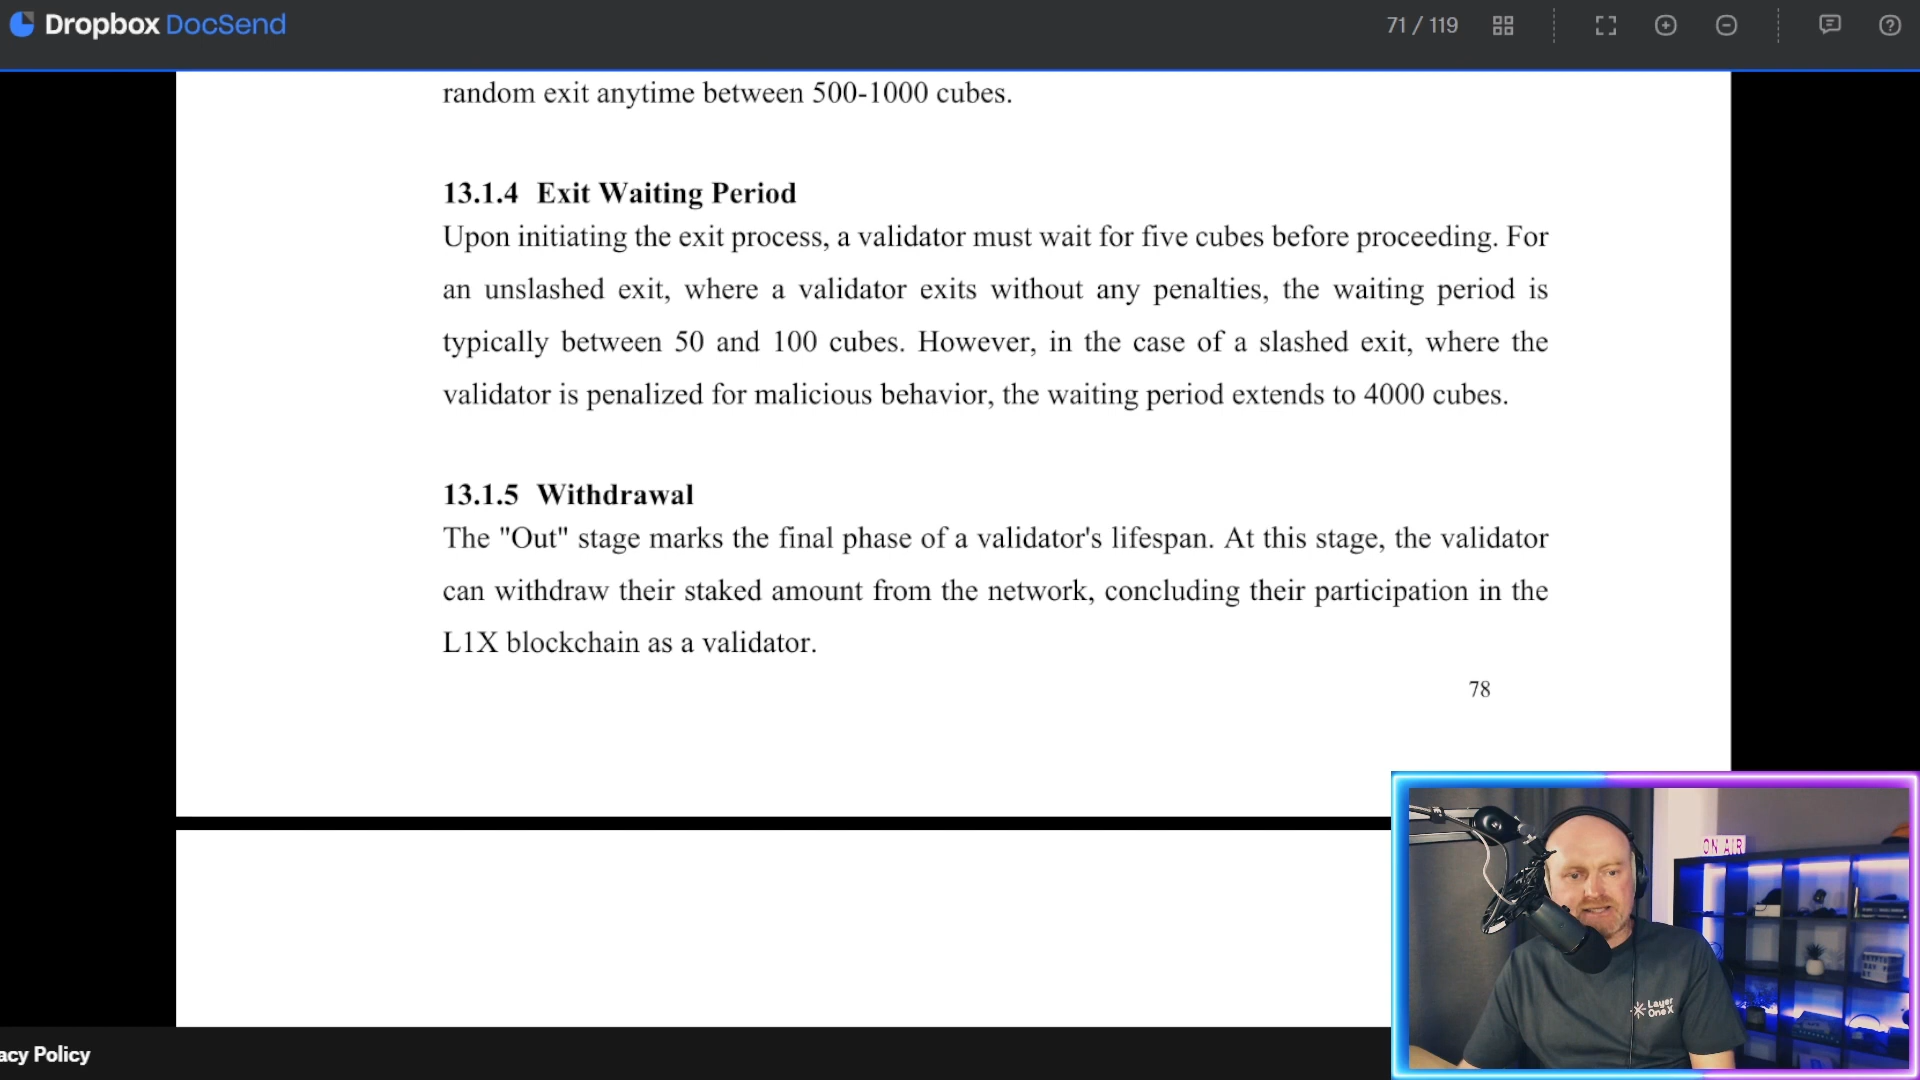 Dropbox DocSend
71 / 119
random exit anytime between 500-1000 cubes.
13.1.4 Exit Waiting Period
Upon initiating the exit process, a validator must wait for five cubes before proceeding. For
an unslashed exit, where a validator exits without any penalties, the waiting period is
typically between 50 and 100 cubes. However, in the case of a slashed exit, where the
validator is penalized for malicious behavior, the waiting period extends to 4000 cubes.
13.1.5 Withdrawal
The "Out" stage marks the final phase of a validator's lifespan. At this stage, the validator
can withdraw their staked amount from the network, concluding their participation in the
L1X blockchain as a validator.
78
ON AIR
Layer
One X
acy Policy